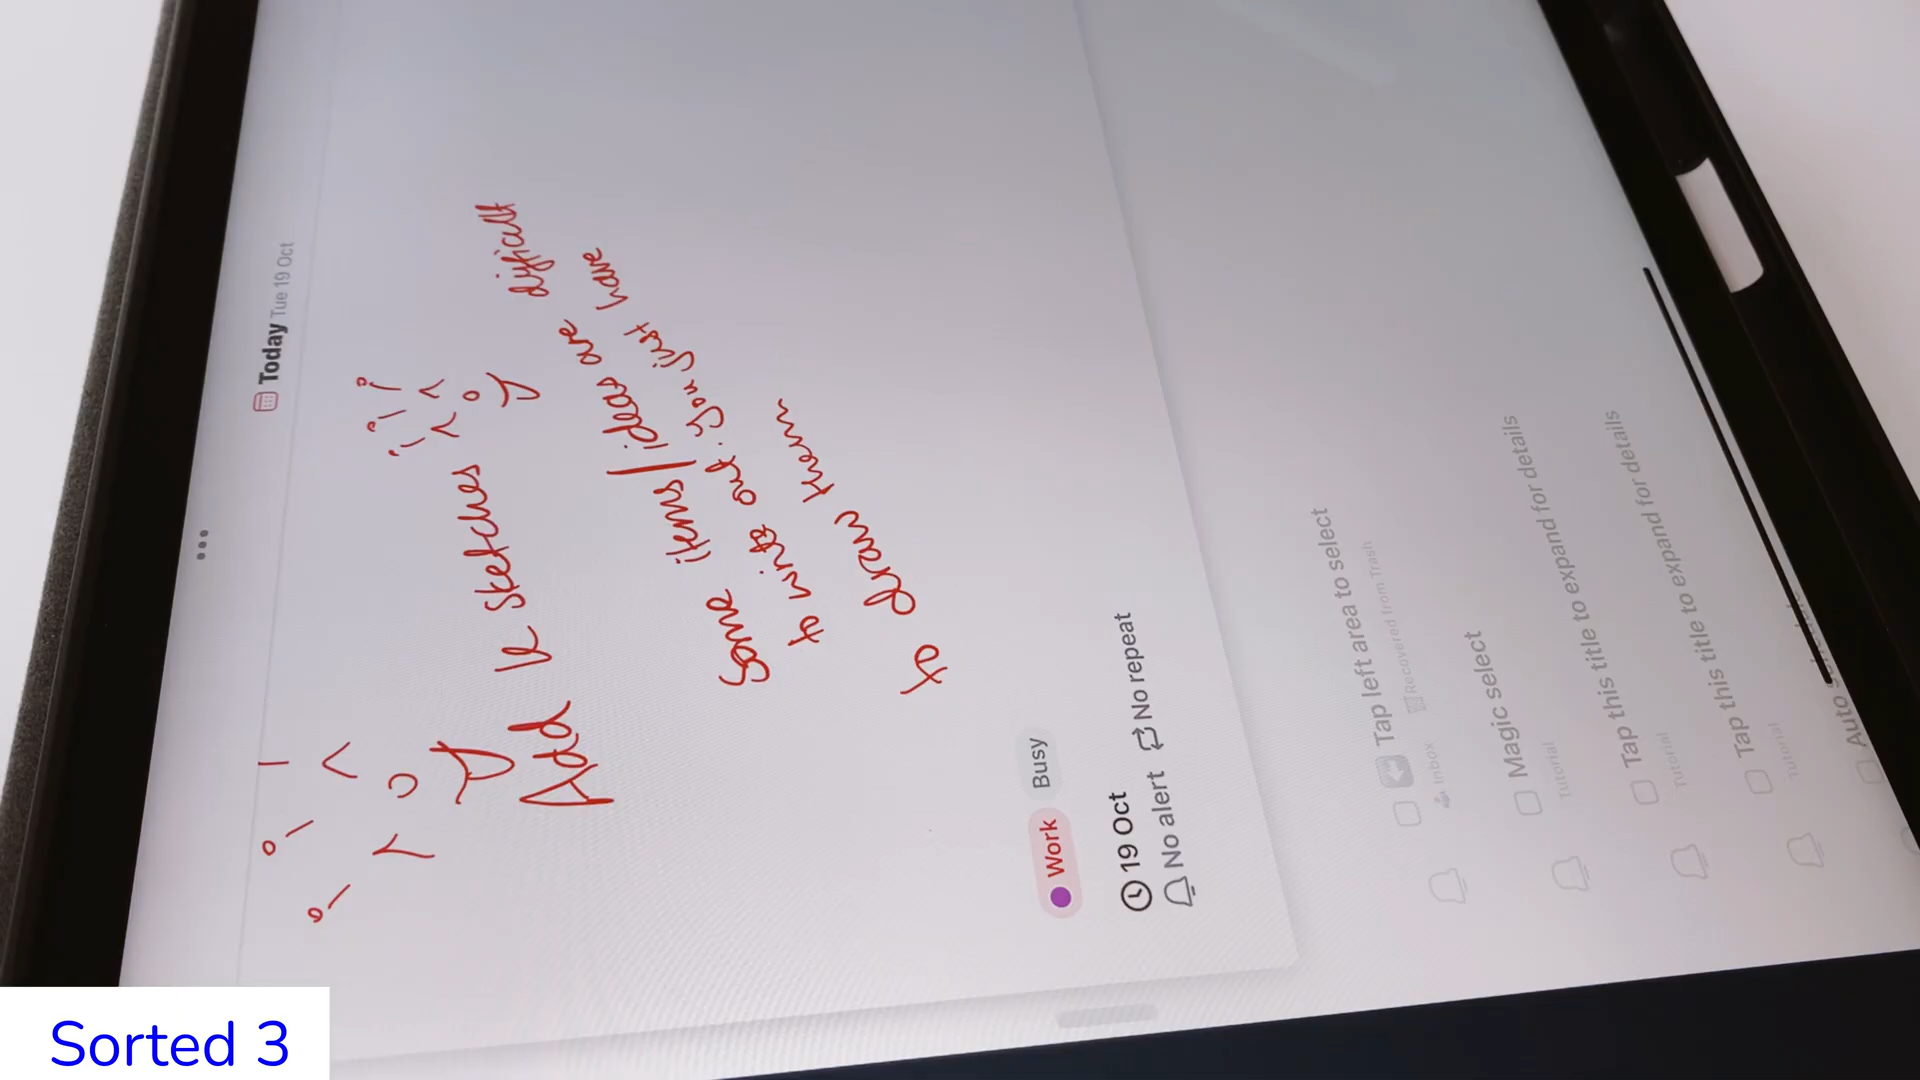 Today Tue 19 Oct
Add sketches
Some items/ideas are difficult
to write out. You just have
to draw them
Work Busy
19 Oct
No alert No repeat
Tap left area to select
Inbox Recovered from Trash
Magic select
Tutorial
Tap this title to expand for details
Tutorial
Tap this title to expand for details
Tutorial
Auto
Sorted 3